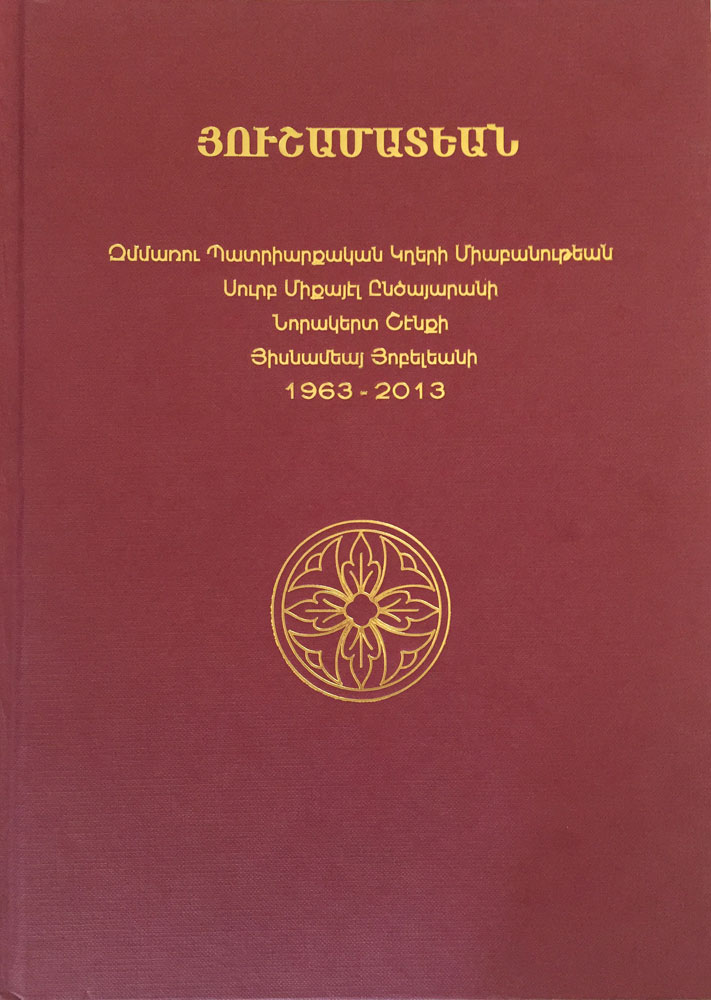 ՅՈՒՇԱՄԱՏԵԱՆ
Զմմառու Պատրիարքական Կղերի Միաբանութեան
Սուրբ Միքայէլ Ընծայարանի
Նորակերտ Շէնքի
Յիսնամեայ Յոբելեանի
1963 - 2013